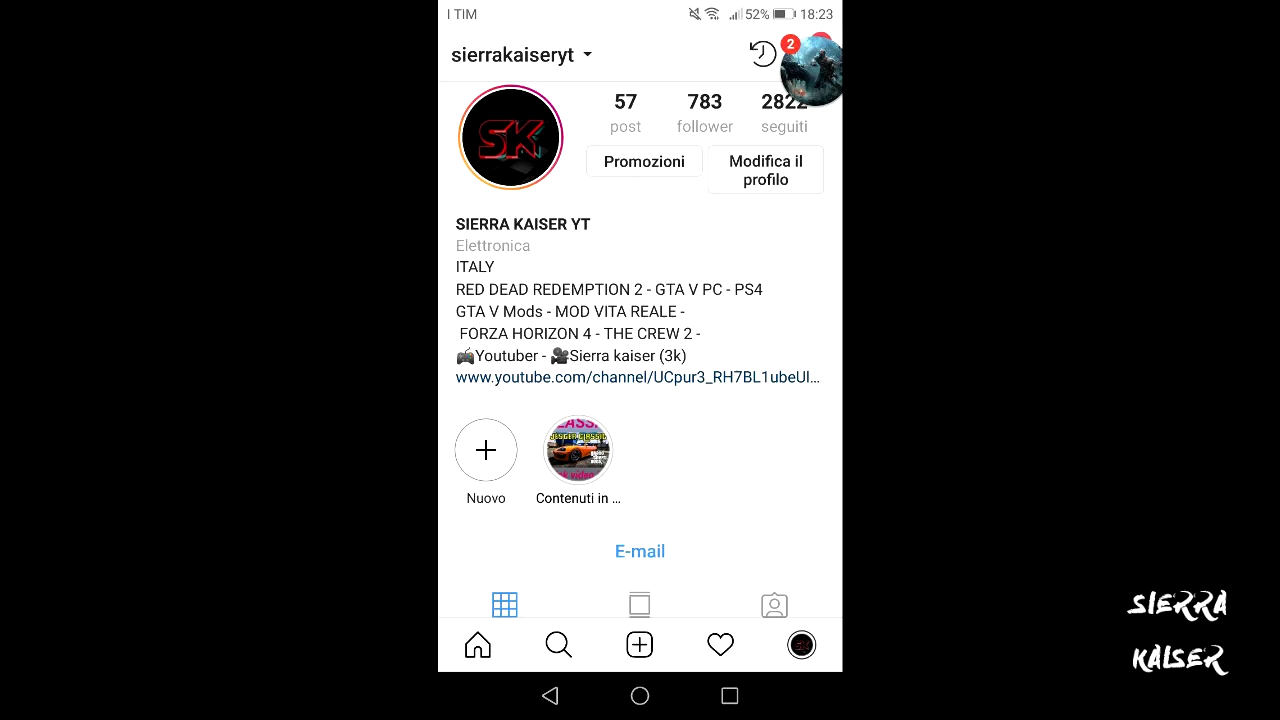 I TIM 52% 18:23
sierrakaiseryt
2
57 783 2822
post follower seguiti
Promozioni
Modifica il
profilo
SK
SIERRA KAISER YT
Elettronica
ITALY
RED DEAD REDEMPTION 2 - GTA V PC - PS4
GTA V Mods - MOD VITA REALE -
FORZA HORIZON 4 - THE CREW 2 -
🎮Youtuber - 🎥Sierra kaiser (3k)
www.youtube.com/channel/UCpur3_RH7BL1ubeUl...
Nuovo
Contenuti in ...
E-mail
SIERRA
KAISER